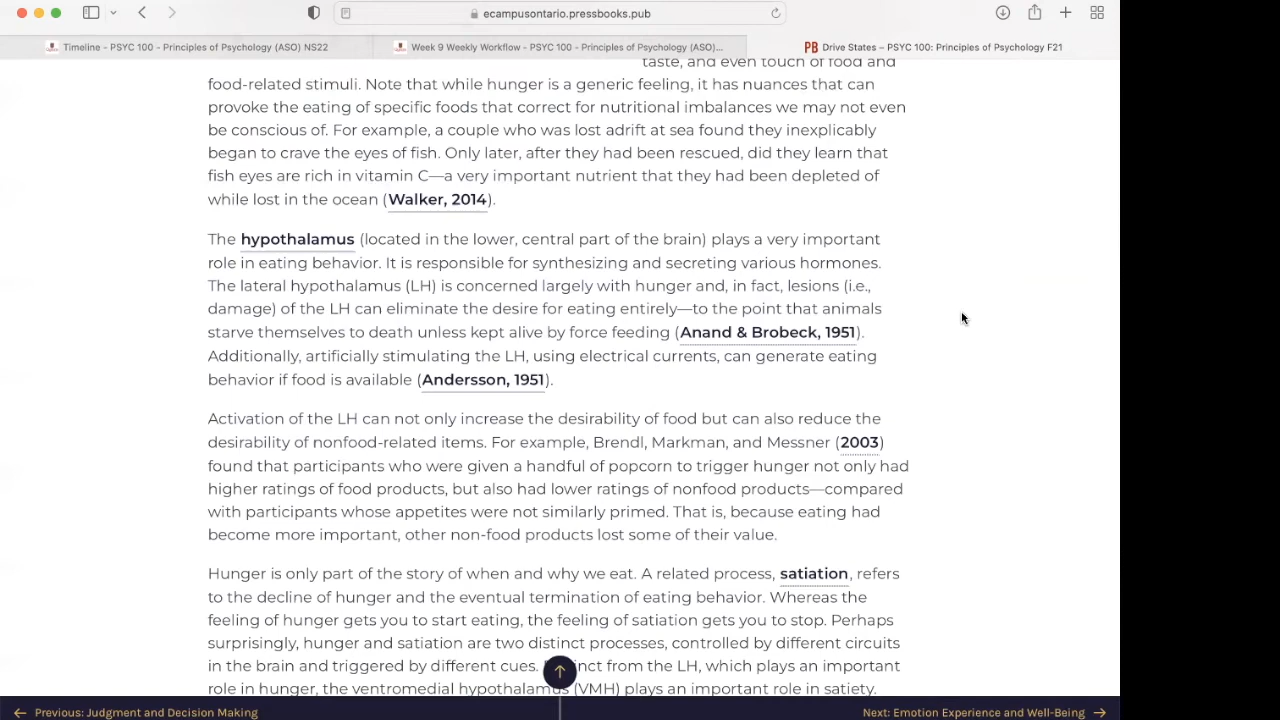 ecampusontario.pressbooks.pub
Timeline - PSYC 100 - Principles of Psychology (ASO) NS22
Week 9 Weekly Workflow - PSYC 100 - Principles of Psychology (ASO)...
PB Drive States – PSYC 100: Principles of Psychology F21
taste, and even touch of food and
food-related stimuli. Note that while hunger is a generic feeling, it has nuances that can
provoke the eating of specific foods that correct for nutritional imbalances we may not even
be conscious of. For example, a couple who was lost adrift at sea found they inexplicably
began to crave the eyes of fish. Only later, after they had been rescued, did they learn that
fish eyes are rich in vitamin C—a very important nutrient that they had been depleted of
while lost in the ocean (Walker, 2014).
The hypothalamus (located in the lower, central part of the brain) plays a very important
role in eating behavior. It is responsible for synthesizing and secreting various hormones.
The lateral hypothalamus (LH) is concerned largely with hunger and, in fact, lesions (i.e.,
damage) of the LH can eliminate the desire for eating entirely—to the point that animals
starve themselves to death unless kept alive by force feeding (Anand & Brobeck, 1951).
Additionally, artificially stimulating the LH, using electrical currents, can generate eating
behavior if food is available (Andersson, 1951).
Activation of the LH can not only increase the desirability of food but can also reduce the
desirability of nonfood-related items. For example, Brendl, Markman, and Messner (2003)
found that participants who were given a handful of popcorn to trigger hunger not only had
higher ratings of food products, but also had lower ratings of nonfood products—compared
with participants whose appetites were not similarly primed. That is, because eating had
become more important, other non-food products lost some of their value.
Hunger is only part of the story of when and why we eat. A related process, satiation, refers
to the decline of hunger and the eventual termination of eating behavior. Whereas the
feeling of hunger gets you to start eating, the feeling of satiation gets you to stop. Perhaps
surprisingly, hunger and satiation are two distinct processes, controlled by different circuits
in the brain and triggered by different cues. inct from the LH, which plays an important
role in hunger, the ventromedial hypothalamus (VMH) plays an important role in satiety.
← Previous: Judgment and Decision Making
Next: Emotion Experience and Well-Being →